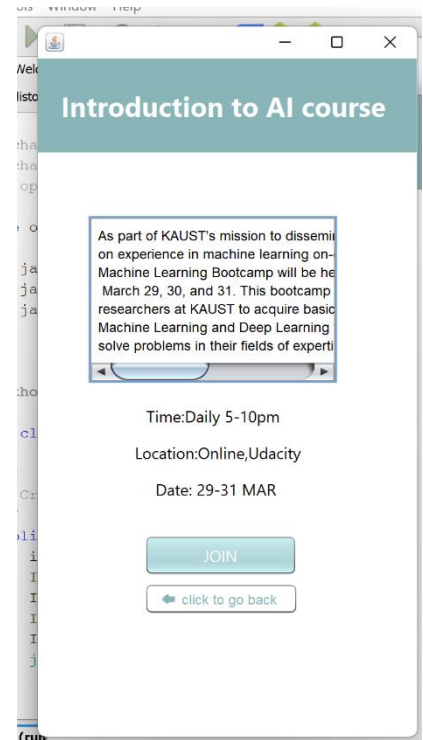 Window Help
Introduction to AI course
As part of KAUST's mission to dissemi
on experience in machine learning on-
Machine Learning Bootcamp will be he
March 29, 30, and 31. This bootcamp
researchers at KAUST to acquire basic
Machine Learning and Deep Learning
solve problems in their fields of experti
Time:Daily 5-10pm
Location:Online,Udacity
Date: 29-31 MAR
JOIN
click to go back